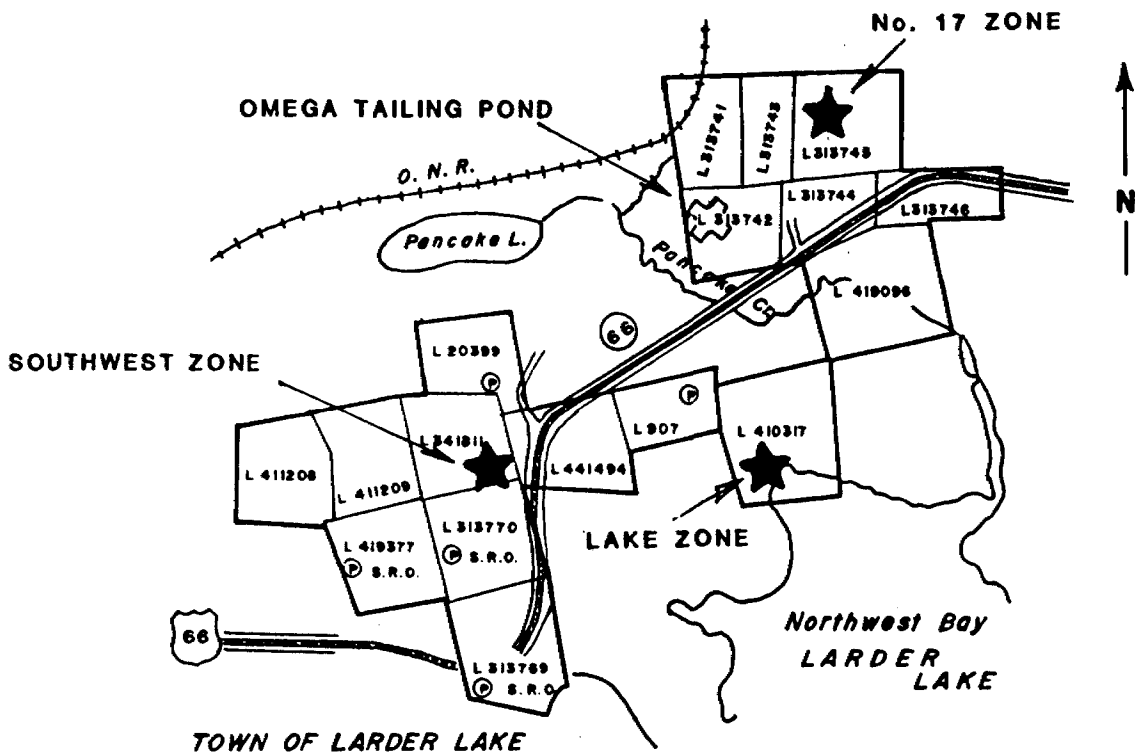 No. 17 ZONE
OMEGA TAILING POND
L 313741
L 313743
L 313745
O. N. R.
L 313744
L 313742
L 313746
N
Pancake L.
Pancake Cr.
L 419096
66
L 20399
P
SOUTHWEST ZONE
P
L 907
L 410317
L 341811
L 441494
L 411208
L 411209
LAKE ZONE
L 313770
P S.R.O.
L 419377
P S.R.O.
Northwest Bay
LARDER
LAKE
66
L 313769
P S.R.O
TOWN OF LARDER LAKE